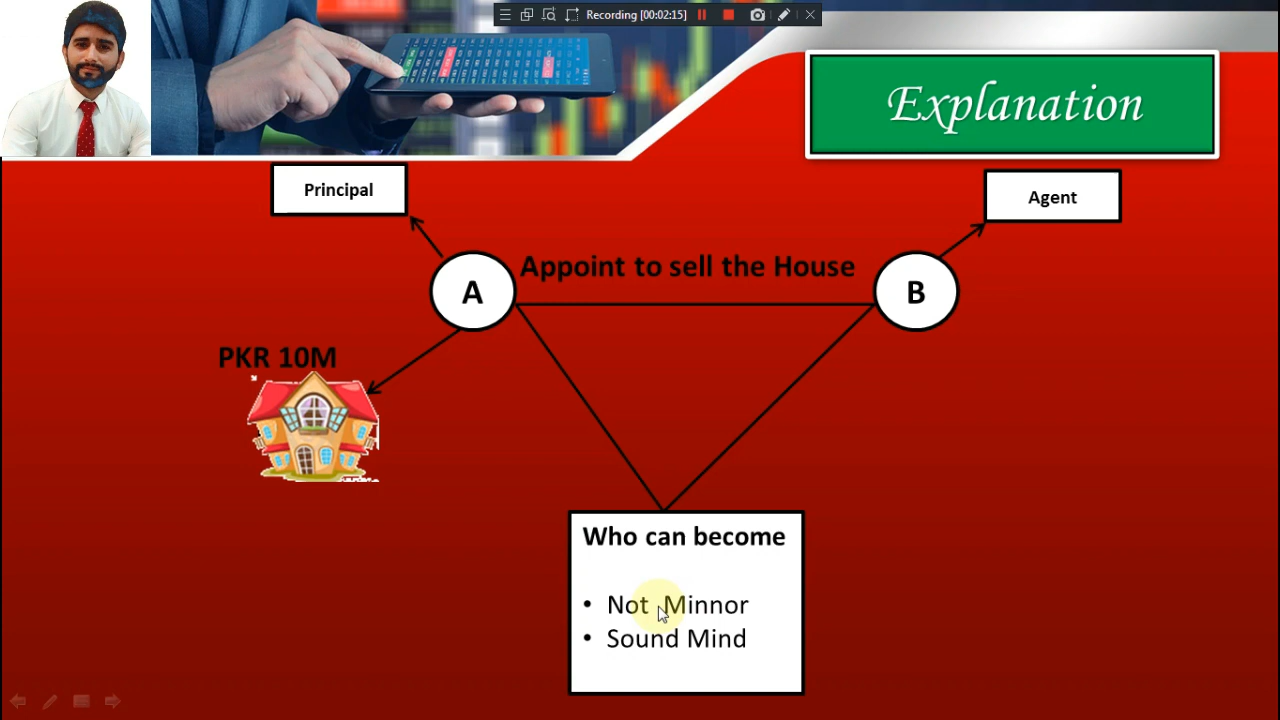 Recording [00:02:15]
Explanation
Principal
Agent
Appoint to sell the House
A
B
PKR 10M
Who can become
• Not Minnor
• Sound Mind